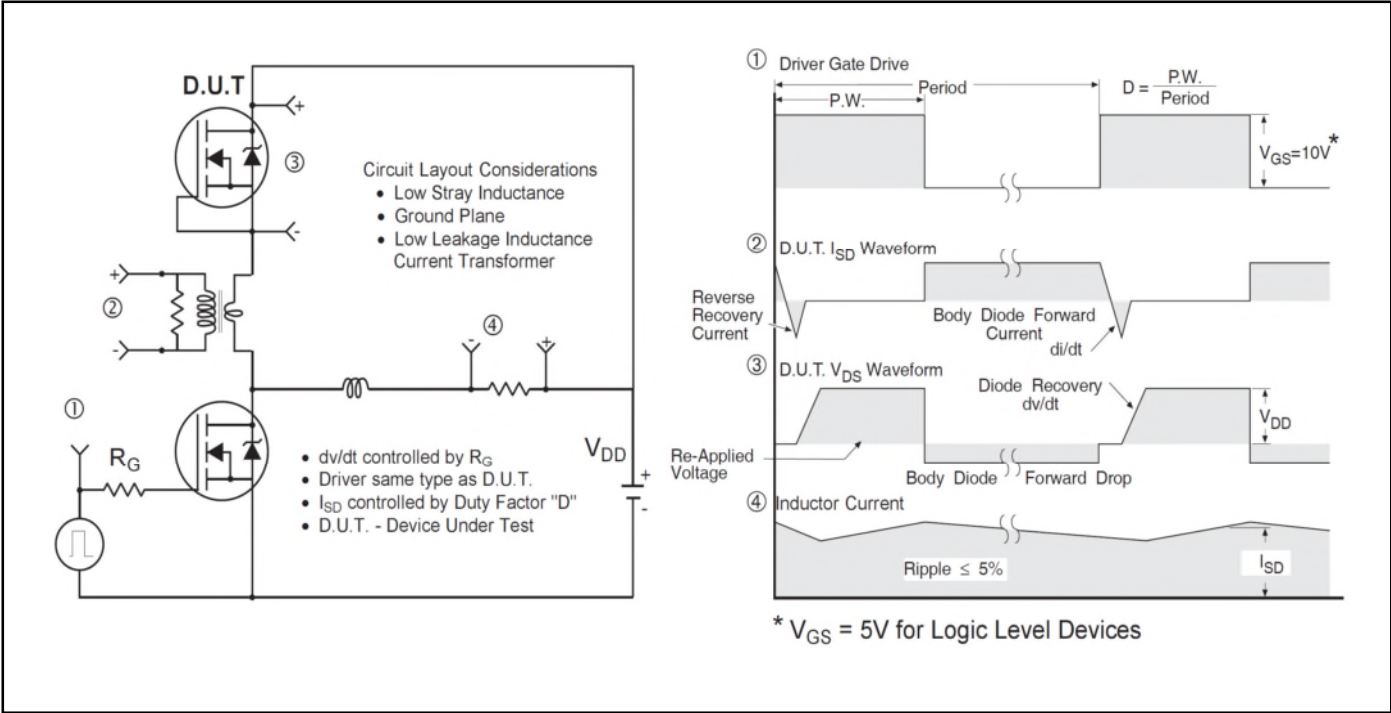 D.U.T
+
③
-
Circuit Layout Considerations
• Low Stray Inductance
• Ground Plane
• Low Leakage Inductance
Current Transformer
+
②
-
④
-
+
①
R_G
V_DD
+
-
• dv/dt controlled by R_G
• Driver same type as D.U.T.
• I_SD controlled by Duty Factor "D"
• D.U.T. - Device Under Test
① Driver Gate Drive
Period
P.W.
D = P.W.
Period
V_GS=10V*
② D.U.T. I_SD Waveform
Reverse
Recovery
Current
Body Diode Forward
Current
di/dt
③ D.U.T. V_DS Waveform
Diode Recovery
dv/dt
V_DD
Re-Applied
Voltage
Body Diode Forward Drop
④ Inductor Current
Ripple ≤ 5%
I_SD
* V_GS = 5V for Logic Level Devices